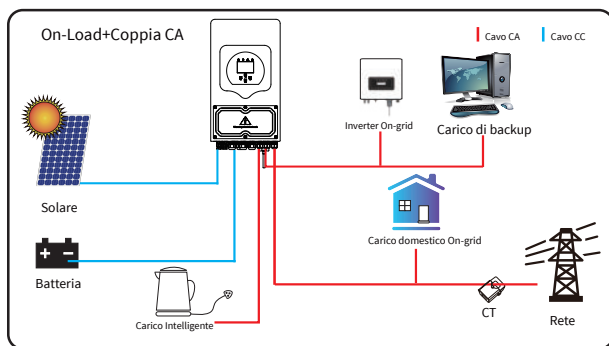 On-Load+Coppia CA
Cavo CA
Cavo CC
Inverter On-grid
Carico di backup
Solare
Carico domestico On-grid
Batteria
Carico Intelligente
CT
Rete